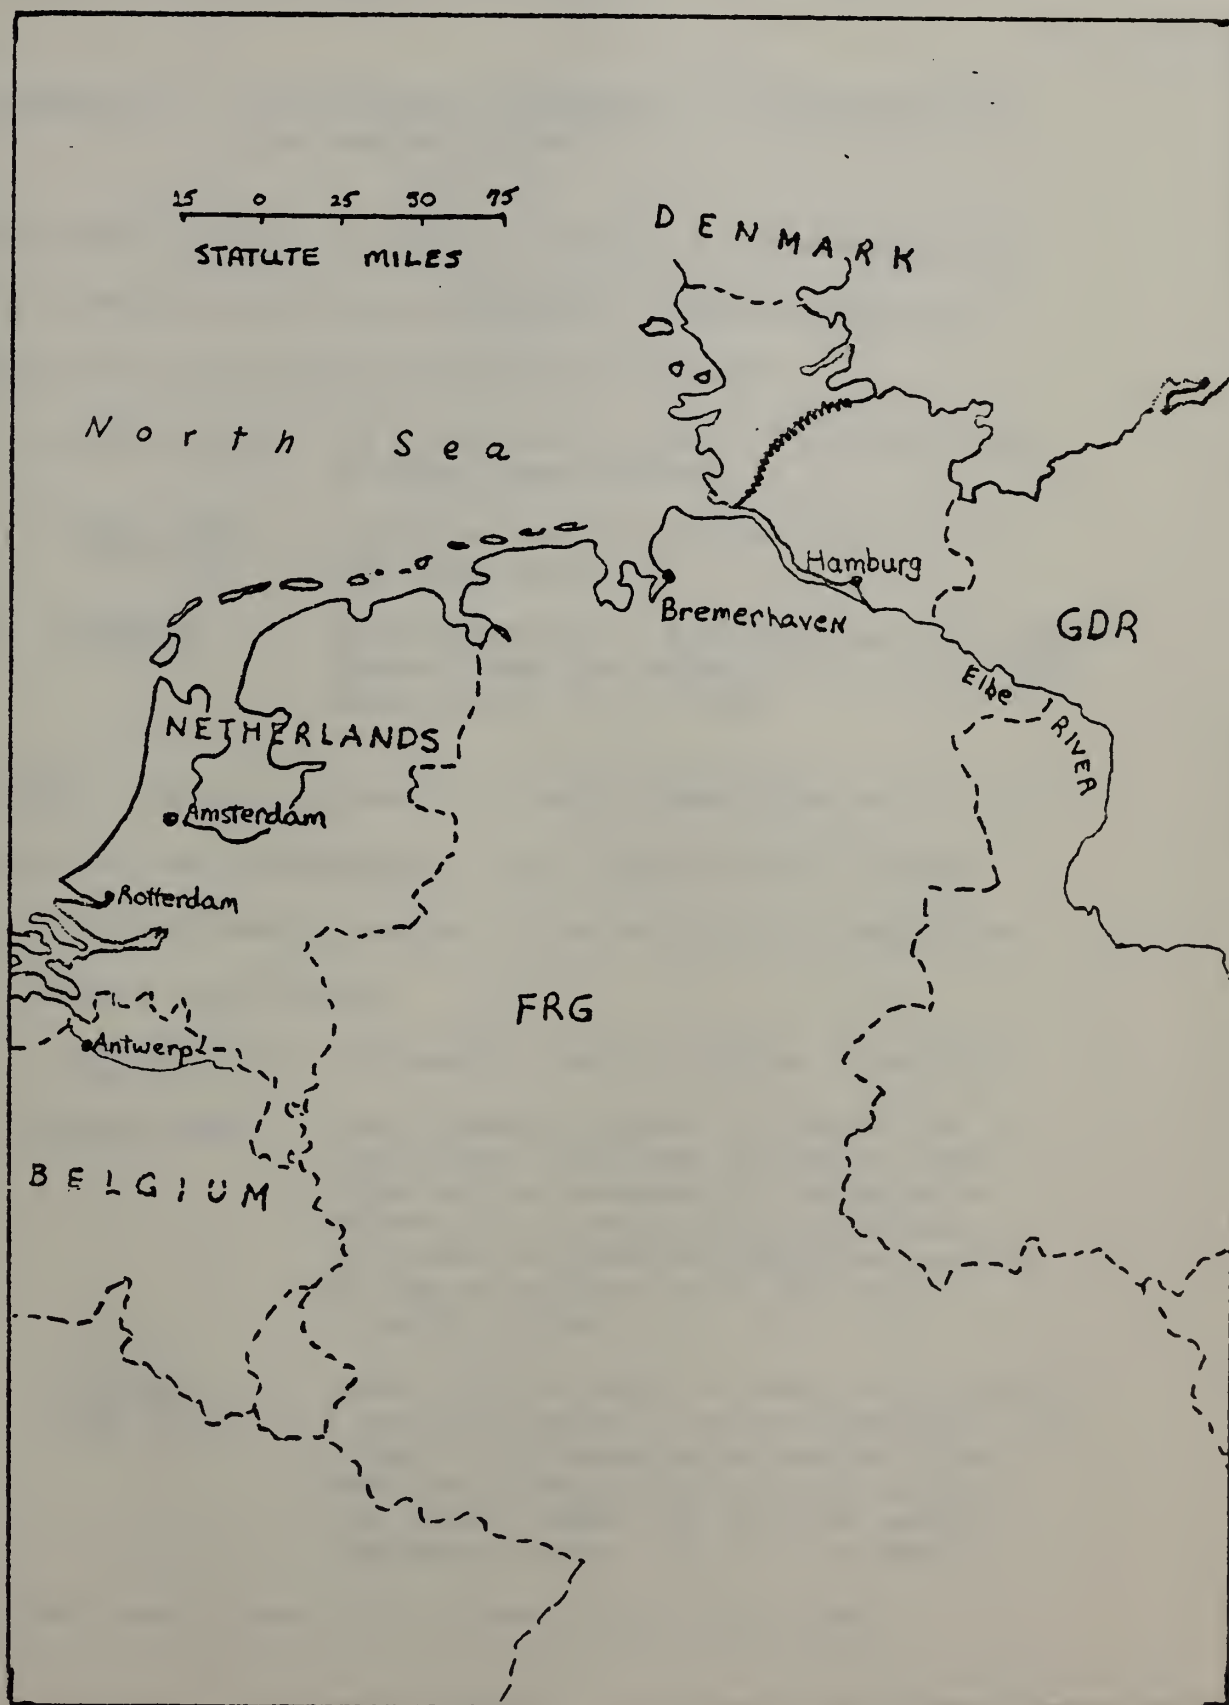 15 0 25 50 75
STATUTE MILES
DENMARK
North Sea
Hamburg
Bremerhaven
GDR
Elbe
RIVER
NETHERLANDS
Amsterdam
Rotterdam
FRG
Antwerp
BELGIUM